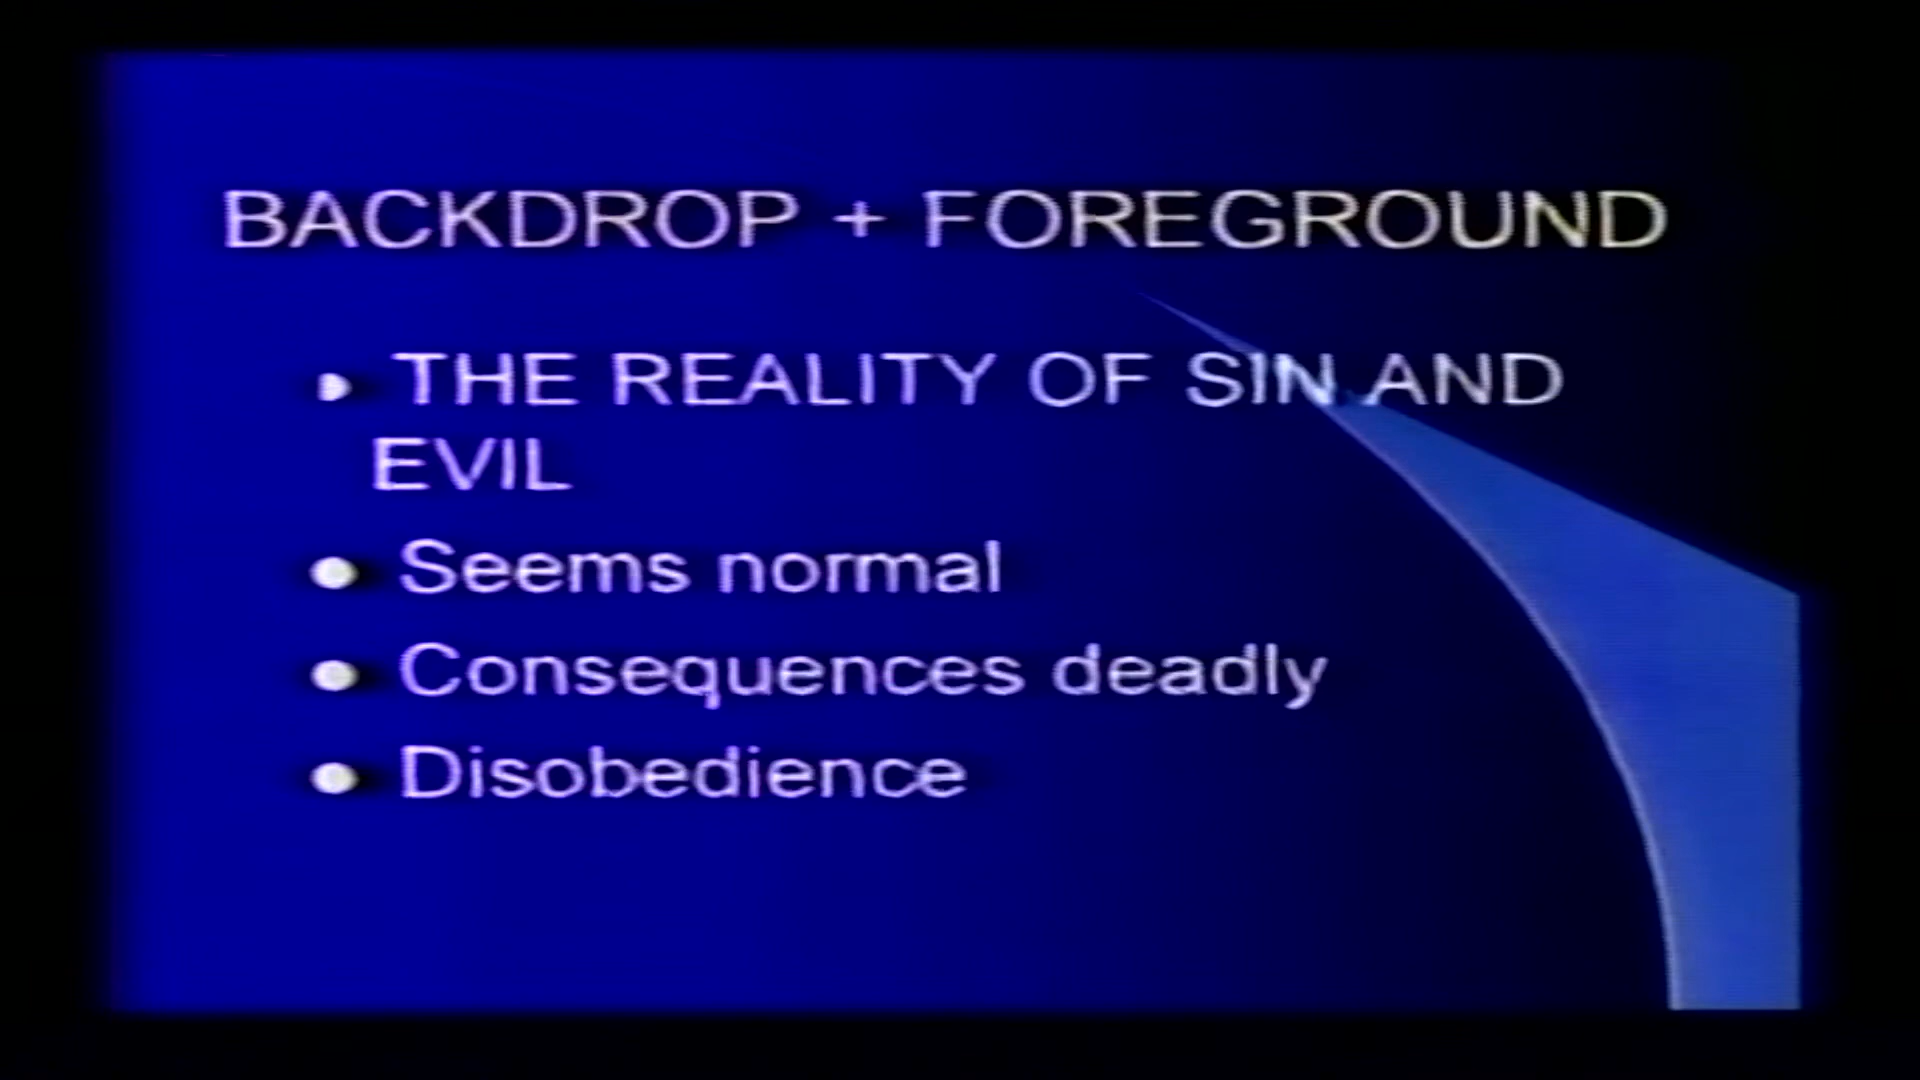 BACKDROP + FOREGROUND
THE REALITY OF SIN AND
EVIL
Seems normal
Consequences deadly
Disobedience